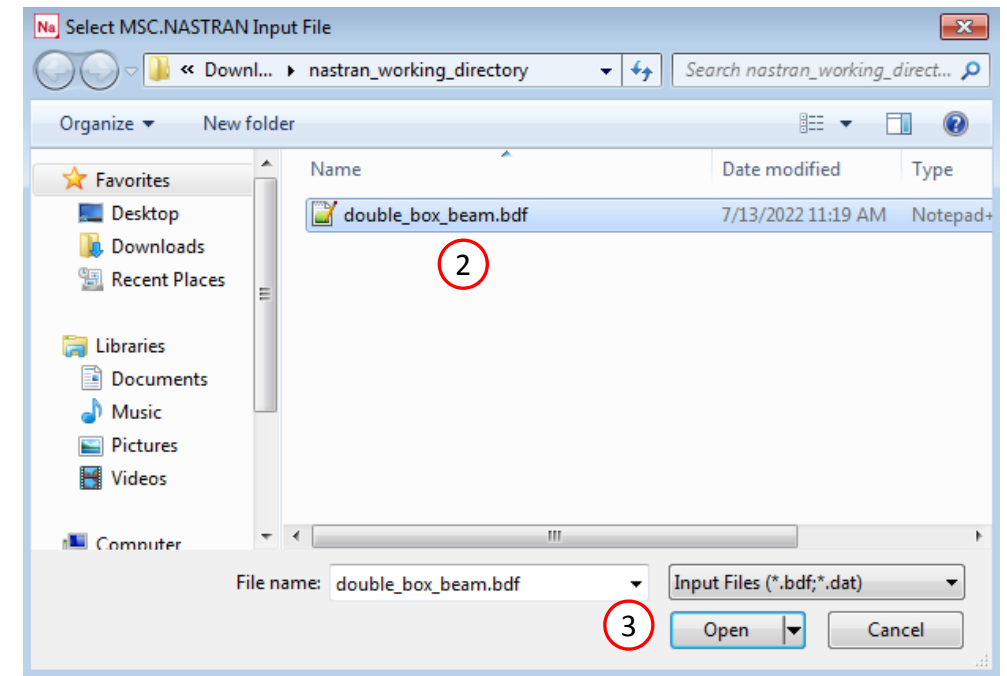 Na Select MSC.NASTRAN Input File
« Downl... nastran_working_directory Search nastran_working_direct...
Organize New folder
Favorites
Desktop
Downloads
Recent Places
Libraries
Documents
Music
Pictures
Videos
Computer
Name Date modified Type
double_box_beam.bdf 7/13/2022 11:19 AM Notepad+
2
File name: double_box_beam.bdf Input Files (*.bdf;*.dat)
3 Open Cancel